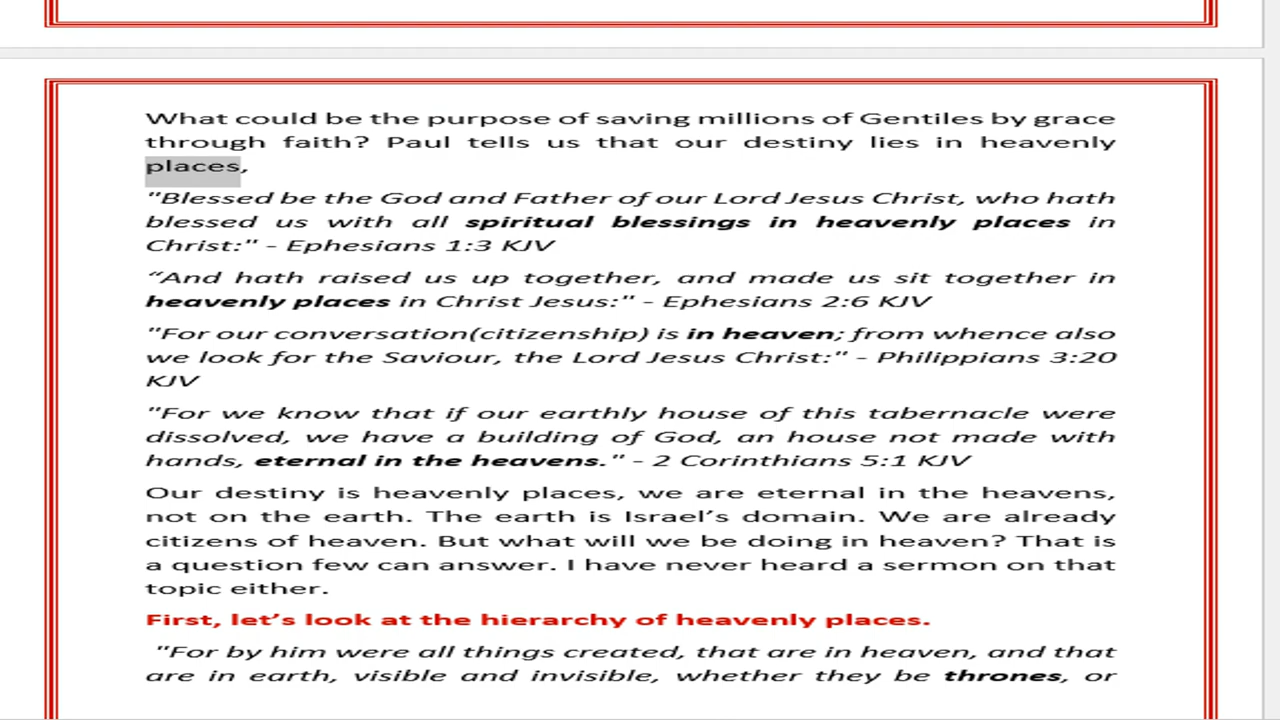 What could be the purpose of saving millions of Gentiles by grace
through faith? Paul tells us that our destiny lies in heavenly
places,
"Blessed be the God and Father of our Lord Jesus Christ, who hath
blessed us with all spiritual blessings in heavenly places in
Christ:" - Ephesians 1:3 KJV
“And hath raised us up together, and made us sit together in
heavenly places in Christ Jesus:" - Ephesians 2:6 KJV
"For our conversation(citizenship) is in heaven; from whence also
we look for the Saviour, the Lord Jesus Christ:" - Philippians 3:20
KJV
"For we know that if our earthly house of this tabernacle were
dissolved, we have a building of God, an house not made with
hands, eternal in the heavens." - 2 Corinthians 5:1 KJV
Our destiny is heavenly places, we are eternal in the heavens,
not on the earth. The earth is Israel’s domain. We are already
citizens of heaven. But what will we be doing in heaven? That is
a question few can answer. I have never heard a sermon on that
topic either.
First, let’s look at the hierarchy of heavenly places.
"For by him were all things created, that are in heaven, and that
are in earth, visible and invisible, whether they be thrones, or